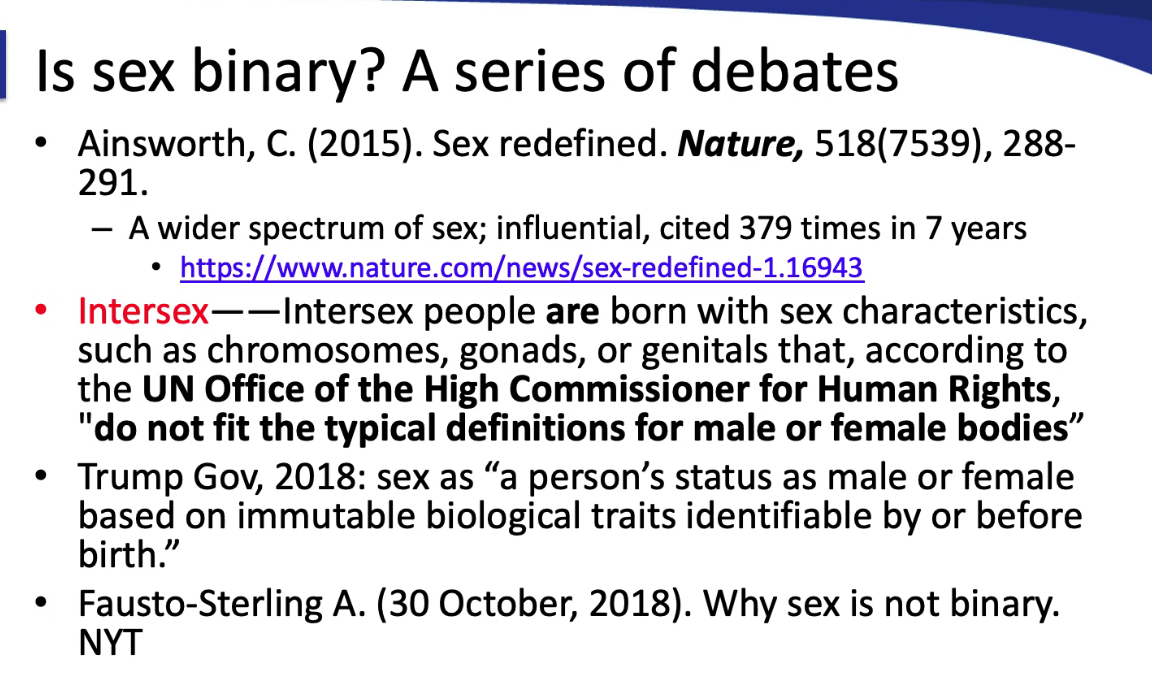 Is sex binary? A series of debates
• Ainsworth, C. (2015). Sex redefined. Nature, 518(7539), 288-
291.
– A wider spectrum of sex; influential, cited 379 times in 7 years
• https://www.nature.com/news/sex-redefined-1.16943
• Intersex——Intersex people are born with sex characteristics,
such as chromosomes, gonads, or genitals that, according to
the UN Office of the High Commissioner for Human Rights,
"do not fit the typical definitions for male or female bodies”
• Trump Gov, 2018: sex as “a person’s status as male or female
based on immutable biological traits identifiable by or before
birth.”
• Fausto-Sterling A. (30 October, 2018). Why sex is not binary.
NYT